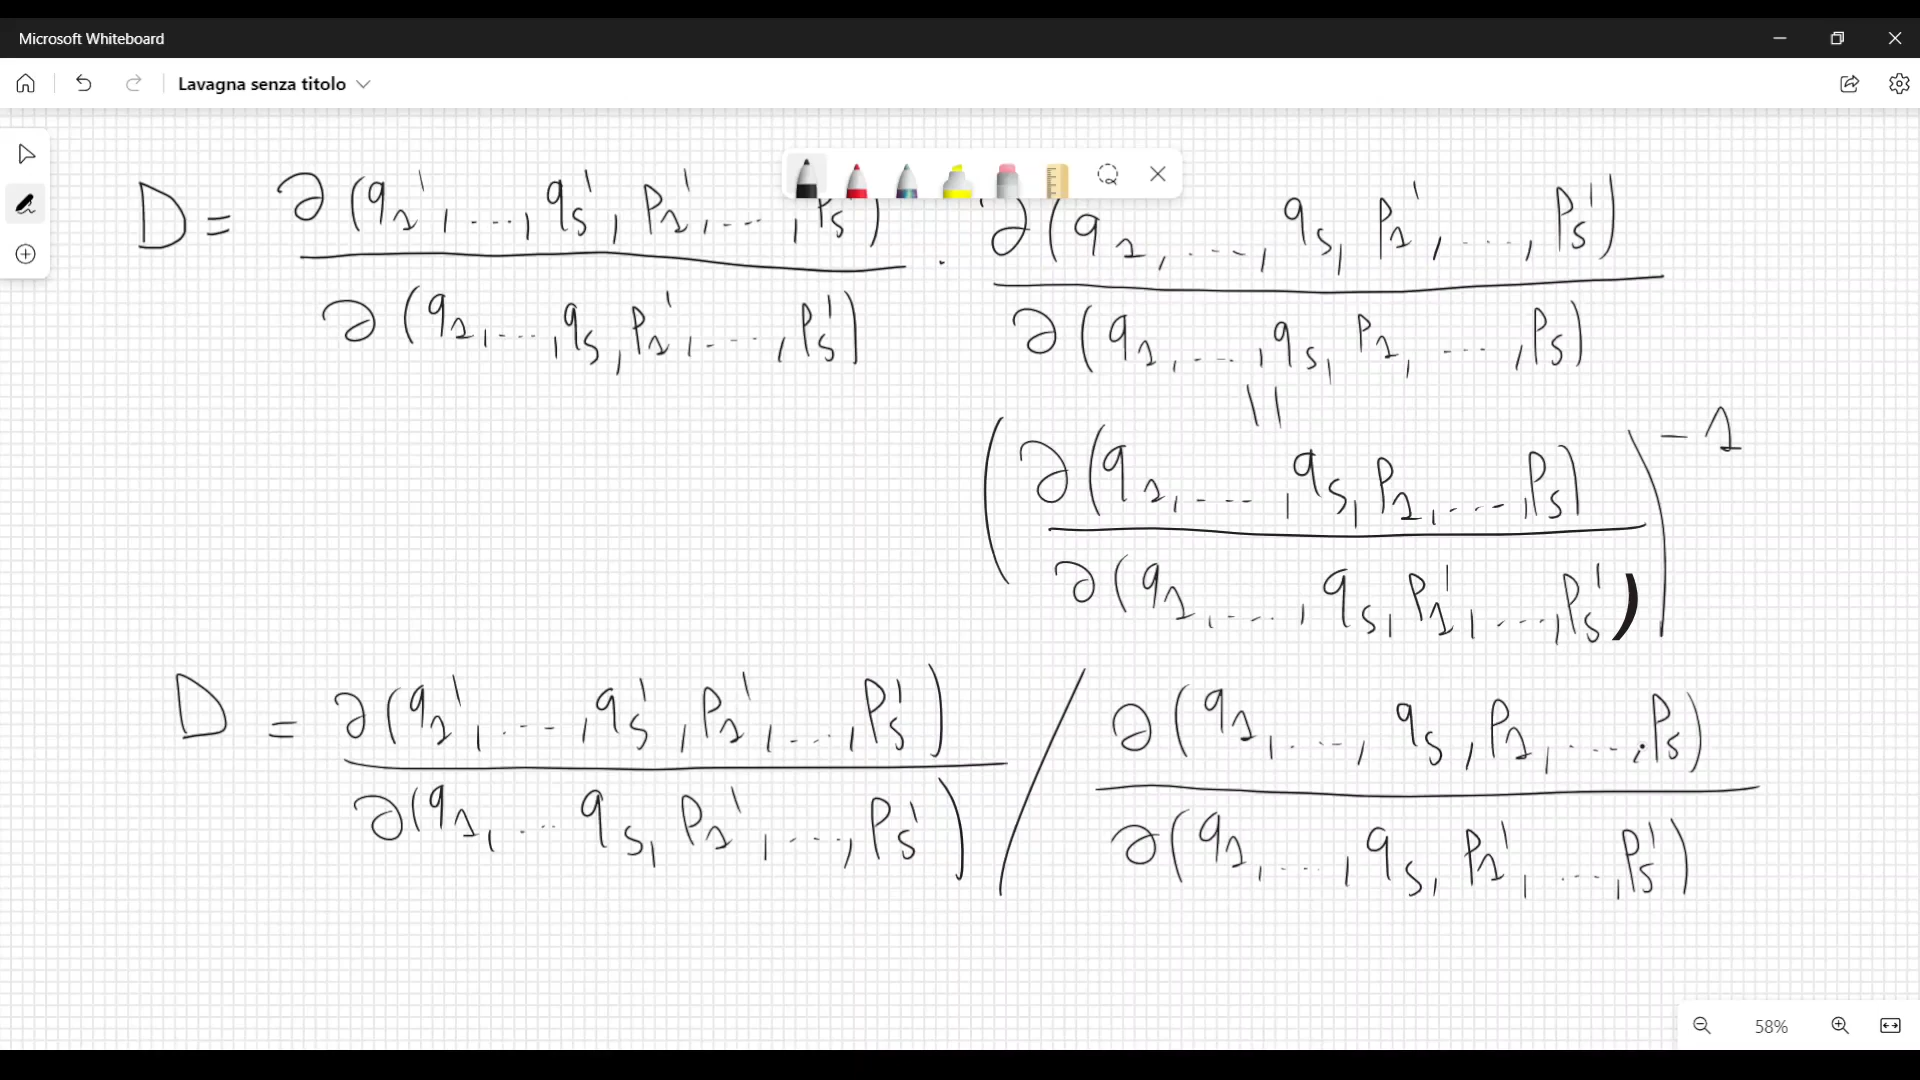 Microsoft Whiteboard
Lavagna senza titolo
D = ∂(q₁', ..., qₛ', p₁', ..., pₛ') / ∂(q₁, ..., qₛ, p₁', ..., pₛ') · ∂(q₁, ..., qₛ, p₁', ..., pₛ') / ∂(q₁, ..., qₛ, p₁, ..., pₛ)
||
(∂(q₁, ..., qₛ, p₁, ..., pₛ) / ∂(q₁, ..., qₛ, p₁', ..., pₛ'))⁻¹
D = ∂(q₁', ..., qₛ', p₁', ..., pₛ') / ∂(q₁, ... qₛ, p₁', ..., pₛ') / ∂(q₁, ..., qₛ, p₁, ..., pₛ) / ∂(q₁, ..., qₛ, p₁', ..., pₛ')
58%